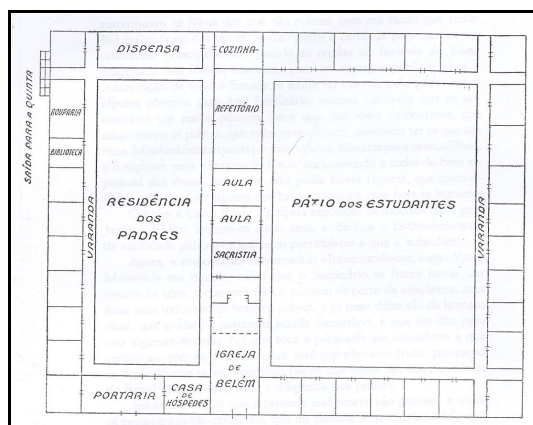 DISPENSA
COZINHA
SAÍDA PARA A QUINTA
ROUPARIA
BIBLIOTECA
VARANDA
RESIDÊNCIA
DOS
PADRES
REFEITÓRIO
AULA
AULA
SACRISTIA
PÁTIO DOS ESTUDANTES
VARANDA
IGREJA
DE
BELÉM
PORTARIA
CASA
DE
HÓSPEDES